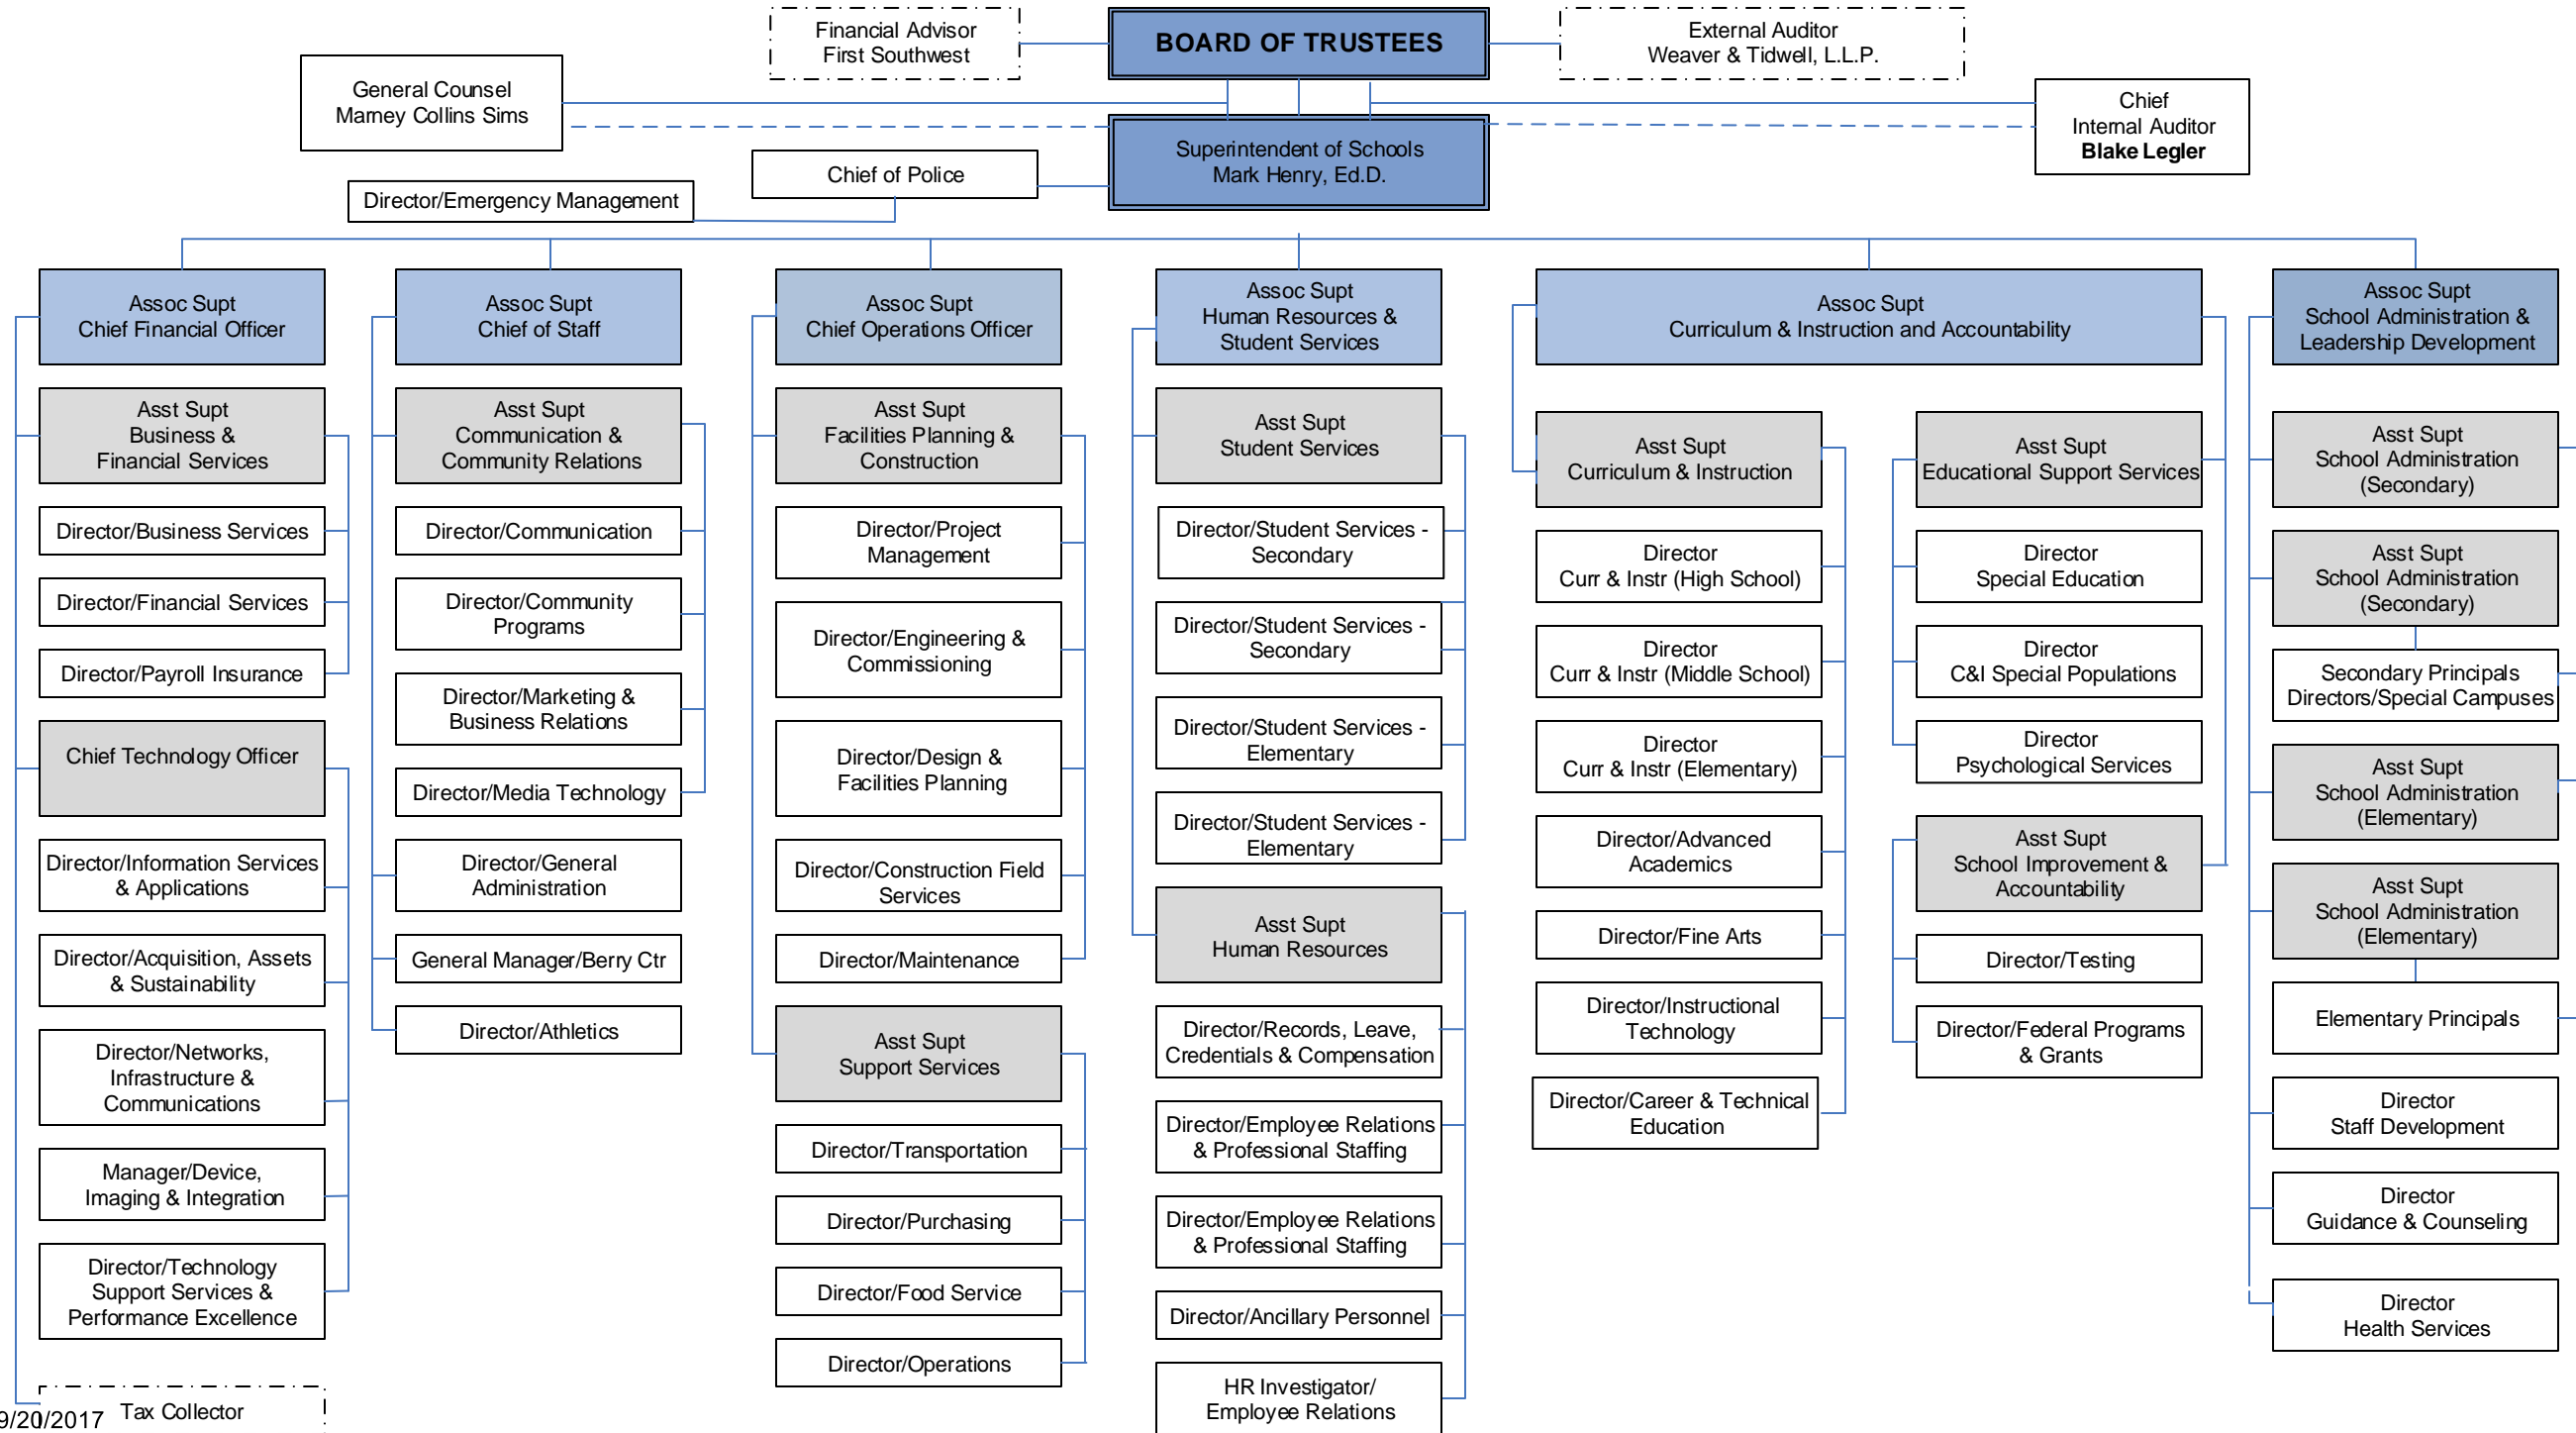 Financial Advisor
First Southwest
BOARD OF TRUSTEES
External Auditor
Weaver & Tidwell, L.L.P.
General Counsel
Marney Collins Sims
Chief
Internal Auditor
Blake Legler
Superintendent of Schools
Mark Henry, Ed.D.
Chief of Police
Director/Emergency Management
Assoc Supt
Chief Financial Officer
Asst Supt
Business &
Financial Services
Director/Business Services
Director/Financial Services
Director/Payroll Insurance
Chief Technology Officer
Director/Information Services
& Applications
Director/Acquisition, Assets
& Sustainability
Director/Networks,
Infrastructure &
Communications
Manager/Device,
Imaging & Integration
Director/Technology
Support Services &
Performance Excellence
Tax Collector
9/20/2017
Assoc Supt
Chief of Staff
Asst Supt
Communication &
Community Relations
Director/Communication
Director/Community
Programs
Director/Marketing &
Business Relations
Director/Media Technology
Director/General
Administration
General Manager/Berry Ctr
Director/Athletics
Assoc Supt
Chief Operations Officer
Asst Supt
Facilities Planning &
Construction
Director/Project
Management
Director/Engineering &
Commissioning
Director/Design &
Facilities Planning
Director/Construction Field
Services
Director/Maintenance
Asst Supt
Support Services
Director/Transportation
Director/Purchasing
Director/Food Service
Director/Operations
Assoc Supt
Human Resources &
Student Services
Asst Supt
Student Services
Director/Student Services -
Secondary
Director/Student Services -
Secondary
Director/Student Services -
Elementary
Director/Student Services -
Elementary
Asst Supt
Human Resources
Director/Records, Leave,
Credentials & Compensation
Director/Employee Relations
& Professional Staffing
Director/Employee Relations
& Professional Staffing
Director/Ancillary Personnel
HR Investigator/
Employee Relations
Assoc Supt
Curriculum & Instruction and Accountability
Asst Supt
Curriculum & Instruction
Director
Curr & Instr (High School)
Director
Curr & Instr (Middle School)
Director
Curr & Instr (Elementary)
Director/Advanced
Academics
Director/Fine Arts
Director/Instructional
Technology
Director/Career & Technical
Education
Asst Supt
Educational Support Services
Director
Special Education
Director
C&I Special Populations
Director
Psychological Services
Asst Supt
School Improvement &
Accountability
Director/Testing
Director/Federal Programs
& Grants
Assoc Supt
School Administration &
Leadership Development
Asst Supt
School Administration
(Secondary)
Asst Supt
School Administration
(Secondary)
Secondary Principals
Directors/Special Campuses
Asst Supt
School Administration
(Elementary)
Asst Supt
School Administration
(Elementary)
Elementary Principals
Director
Staff Development
Director
Guidance & Counseling
Director
Health Services